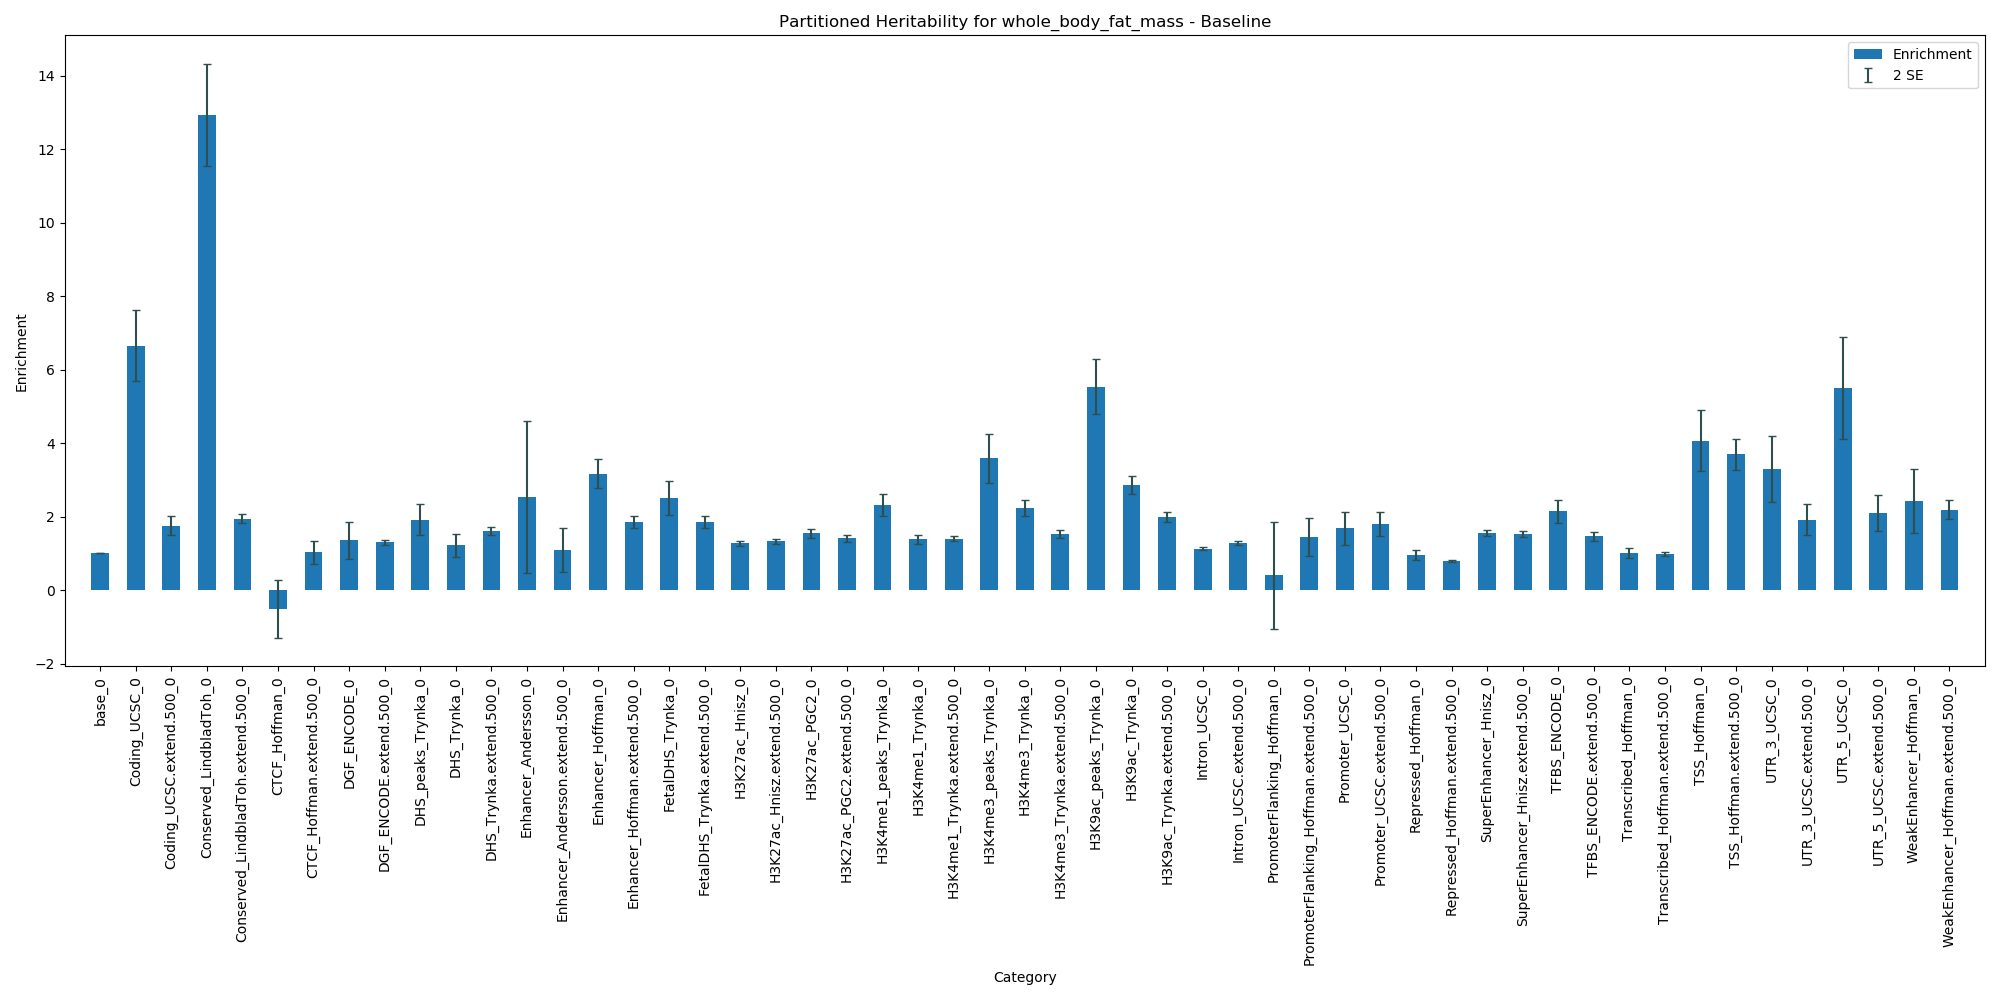 Partitioned Heritability for whole_body_fat_mass - Baseline
Enrichment
2 SE
14
12
10
8
6
4
2
0
−2
Enrichment
base_0
Coding_UCSC_0
Coding_UCSC.extend.500_0
Conserved_LindbladToh_0
Conserved_LindbladToh.extend.500_0
CTCF_Hoffman_0
CTCF_Hoffman.extend.500_0
DGF_ENCODE_0
DGF_ENCODE.extend.500_0
DHS_peaks_Trynka_0
DHS_Trynka_0
DHS_Trynka.extend.500_0
Enhancer_Andersson_0
Enhancer_Andersson.extend.500_0
Enhancer_Hoffman_0
Enhancer_Hoffman.extend.500_0
FetalDHS_Trynka_0
FetalDHS_Trynka.extend.500_0
H3K27ac_Hnisz_0
H3K27ac_Hnisz.extend.500_0
H3K27ac_PGC2_0
H3K27ac_PGC2.extend.500_0
H3K4me1_peaks_Trynka_0
H3K4me1_Trynka_0
H3K4me1_Trynka.extend.500_0
H3K4me3_peaks_Trynka_0
H3K4me3_Trynka_0
H3K4me3_Trynka.extend.500_0
H3K9ac_peaks_Trynka_0
H3K9ac_Trynka_0
H3K9ac_Trynka.extend.500_0
Intron_UCSC_0
Intron_UCSC.extend.500_0
PromoterFlanking_Hoffman_0
PromoterFlanking_Hoffman.extend.500_0
Promoter_UCSC_0
Promoter_UCSC.extend.500_0
Repressed_Hoffman_0
Repressed_Hoffman.extend.500_0
SuperEnhancer_Hnisz_0
SuperEnhancer_Hnisz.extend.500_0
TFBS_ENCODE_0
TFBS_ENCODE.extend.500_0
Transcribed_Hoffman_0
Transcribed_Hoffman.extend.500_0
TSS_Hoffman_0
TSS_Hoffman.extend.500_0
UTR_3_UCSC_0
UTR_3_UCSC.extend.500_0
UTR_5_UCSC_0
UTR_5_UCSC.extend.500_0
WeakEnhancer_Hoffman_0
WeakEnhancer_Hoffman.extend.500_0
Category